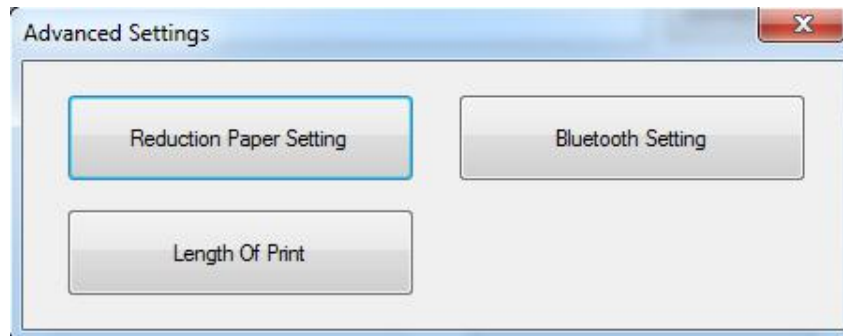 Advanced Settings
Reduction Paper Setting
Bluetooth Setting
Length Of Print